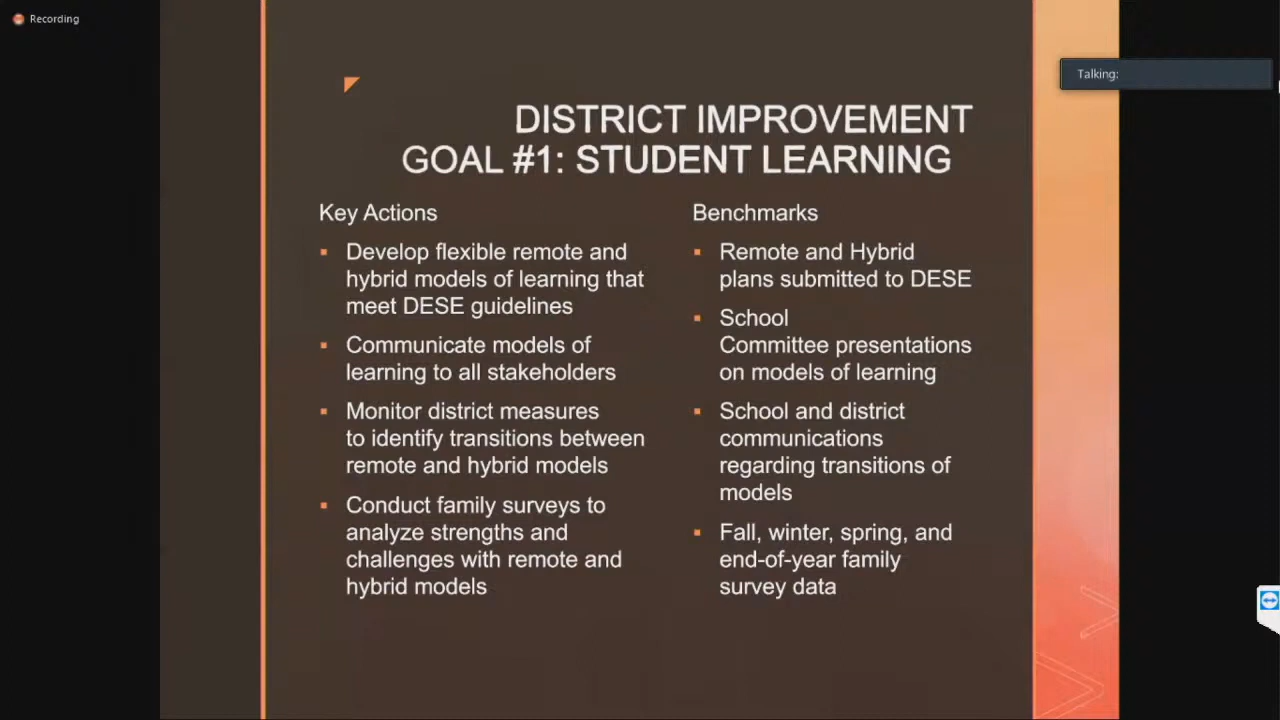 Recording
Talking:
DISTRICT IMPROVEMENT
GOAL #1: STUDENT LEARNING
Key Actions
▪ Develop flexible remote and
hybrid models of learning that
meet DESE guidelines
▪ Communicate models of
learning to all stakeholders
▪ Monitor district measures
to identify transitions between
remote and hybrid models
▪ Conduct family surveys to
analyze strengths and
challenges with remote and
hybrid models
Benchmarks
▪ Remote and Hybrid
plans submitted to DESE
▪ School
Committee presentations
on models of learning
▪ School and district
communications
regarding transitions of
models
▪ Fall, winter, spring, and
end-of-year family
survey data